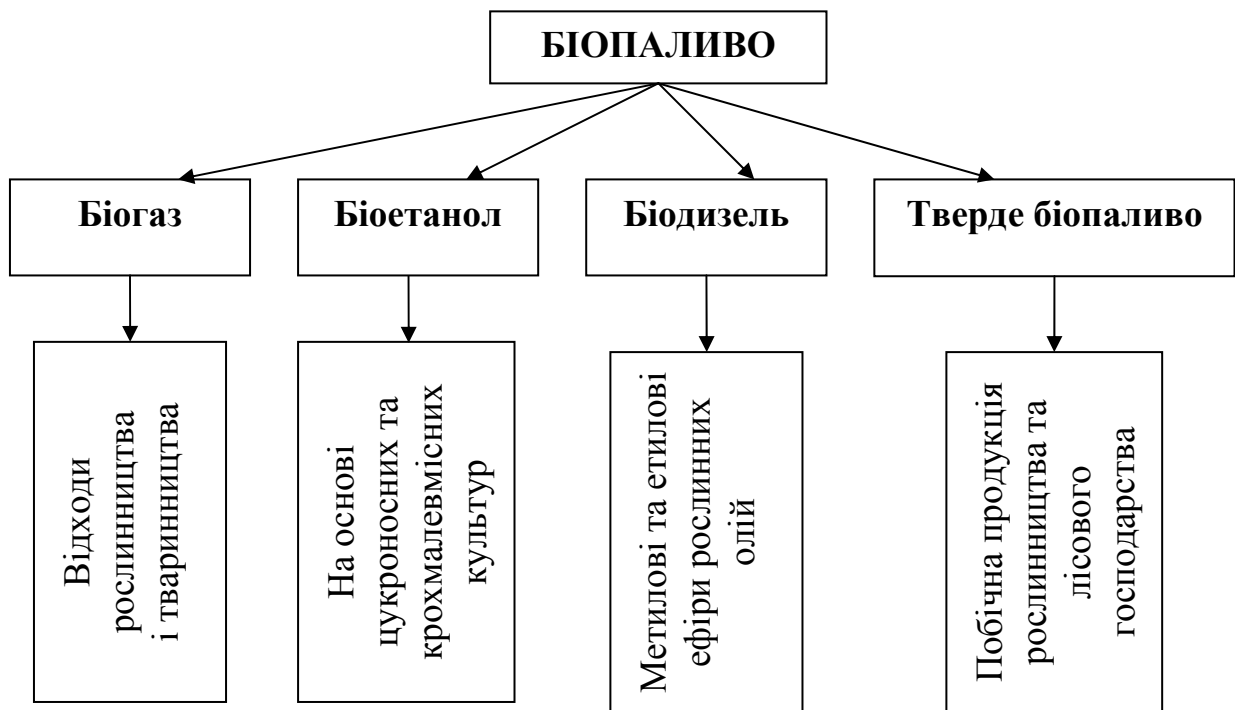 БІОПАЛИВО
Біогаз
Біоетанол
Біодизель
Тверде біопаливо
Відходи
рослинництва
і тваринництва
На основі
цукроносних та
крохмалевмісних
культур
Метилові та етилові
ефіри рослинних
олій
Побічна продукція
рослинництва та
лісового
господарства